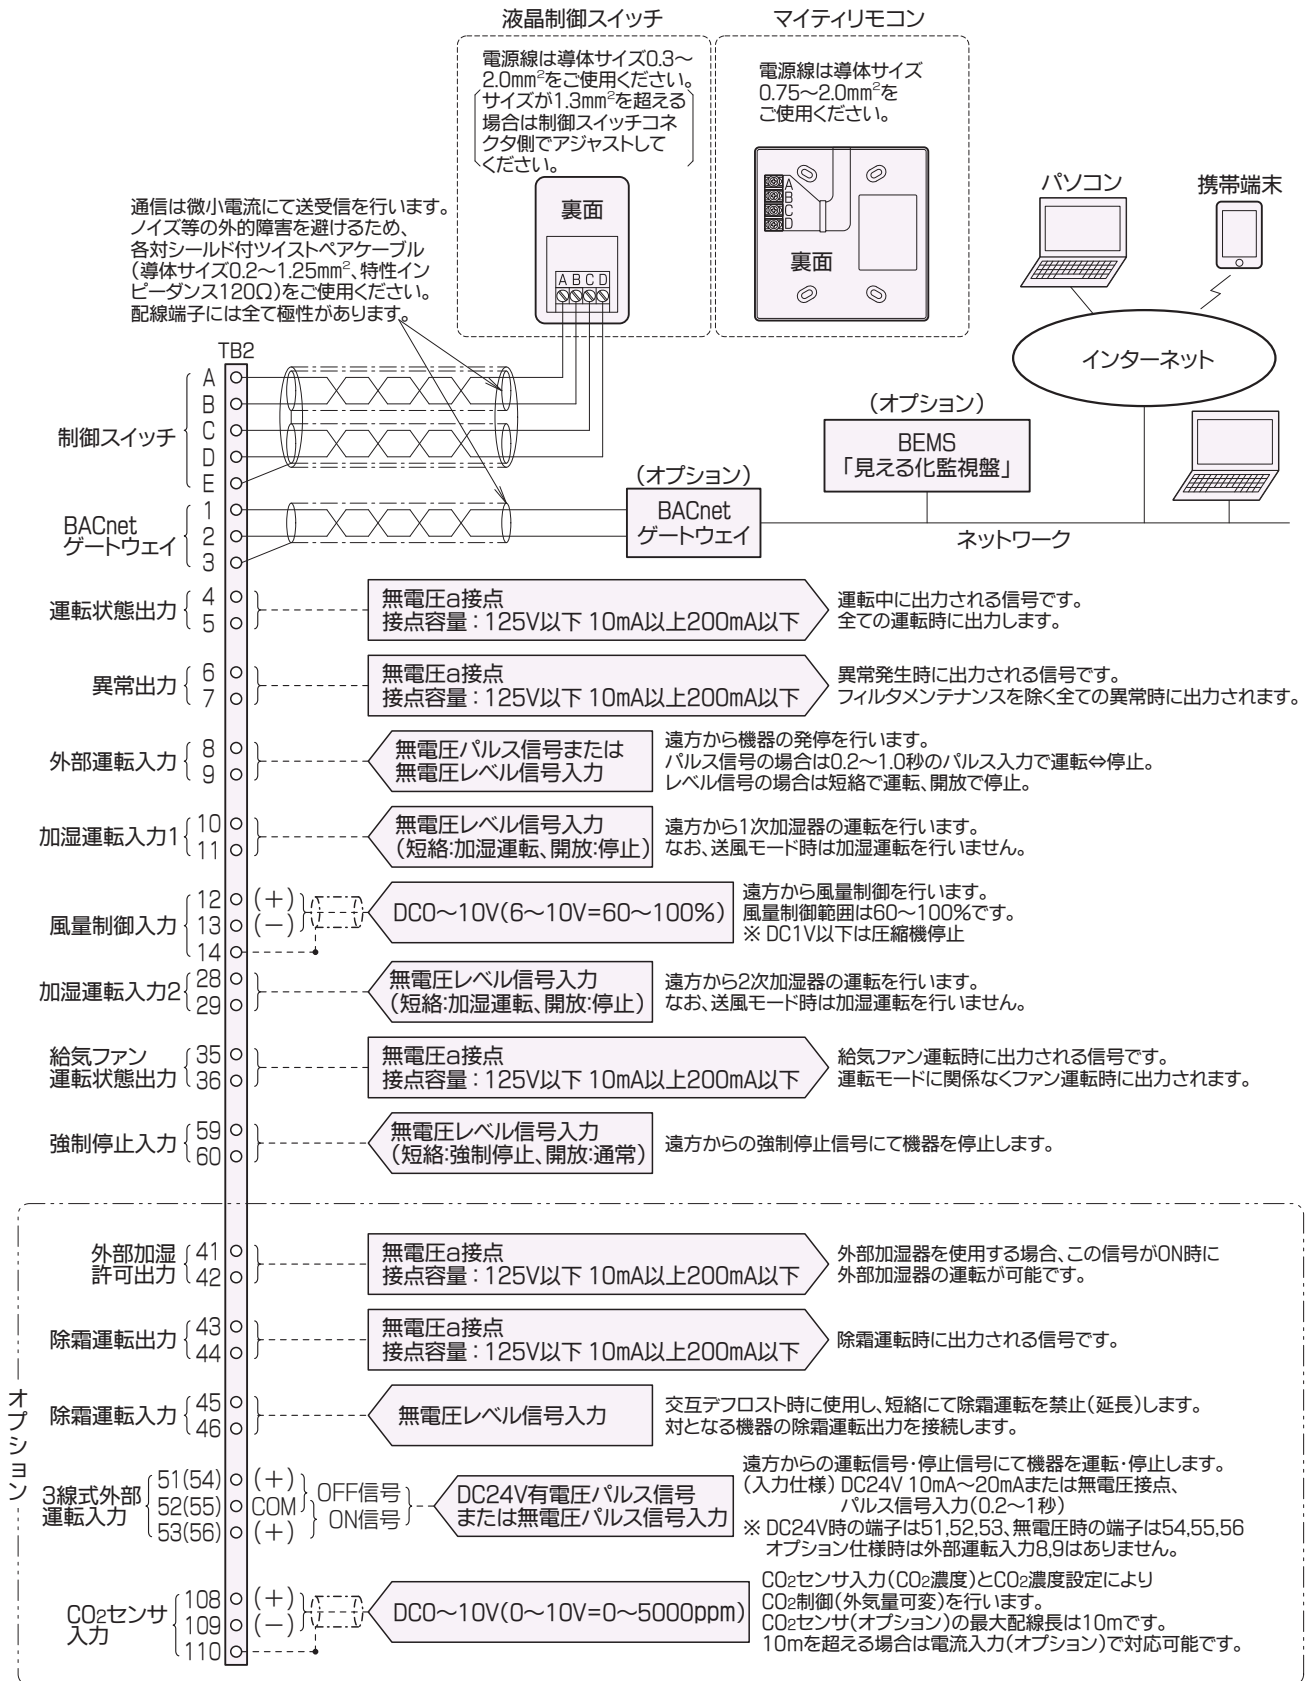 液晶制御スイッチ
電源線は導体サイズ0.3～
2.0mm²をご使用ください。
サイズが1.3mm²を超える
場合は制御スイッチコネ
クタ側でアジャストして
ください。
裏面
A B C D
マイティリモコン
電源線は導体サイズ
0.75～2.0mm²を
ご使用ください。
A
B
C
D
裏面
パソコン
携帯端末
インターネット
通信は微小電流にて送受信を行います。
ノイズ等の外的障害を避けるため、
各対シールド付ツイストペアケーブル
（導体サイズ0.2～1.25mm²、特性イン
ピーダンス120Ω）をご使用ください。
配線端子には全て極性があります。
TB2
制御スイッチ
A
B
C
D
E
BACnet
ゲートウェイ
1
2
3
（オプション）
BACnet
ゲートウェイ
（オプション）
BEMS
「見える化監視盤」
ネットワーク
運転状態出力
4
5
無電圧a接点
接点容量：125V以下 10mA以上200mA以下
運転中に出力される信号です。
全ての運転時に出力します。
異常出力
6
7
無電圧a接点
接点容量：125V以下 10mA以上200mA以下
異常発生時に出力される信号です。
フィルタメンテナンスを除く全ての異常時に出力されます。
外部運転入力
8
9
無電圧パルス信号または
無電圧レベル信号入力
遠方から機器の発停を行います。
パルス信号の場合は0.2～1.0秒のパルス入力で運転⇔停止。
レベル信号の場合は短絡で運転、開放で停止。
加湿運転入力1
10
11
無電圧レベル信号入力
（短絡:加湿運転、開放:停止）
遠方から1次加湿器の運転を行います。
なお、送風モード時は加湿運転を行いません。
風量制御入力
12 (＋)
13 (－)
14
DC0～10V(6～10V=60～100%)
遠方から風量制御を行います。
風量制御範囲は60～100%です。
※ DC1V以下は圧縮機停止
加湿運転入力2
28
29
無電圧レベル信号入力
（短絡:加湿運転、開放:停止）
遠方から2次加湿器の運転を行います。
なお、送風モード時は加湿運転を行いません。
給気ファン
運転状態出力
35
36
無電圧a接点
接点容量：125V以下 10mA以上200mA以下
給気ファン運転時に出力される信号です。
運転モードに関係なくファン運転時に出力されます。
強制停止入力
59
60
無電圧レベル信号入力
（短絡:強制停止、開放:通常）
遠方からの強制停止信号にて機器を停止します。
オプション
外部加湿
許可出力
41
42
無電圧a接点
接点容量：125V以下 10mA以上200mA以下
外部加湿器を使用する場合、この信号がON時に
外部加湿器の運転が可能です。
除霜運転出力
43
44
無電圧a接点
接点容量：125V以下 10mA以上200mA以下
除霜運転時に出力される信号です。
除霜運転入力
45
46
無電圧レベル信号入力
交互デフロスト時に使用し、短絡にて除霜運転を禁止（延長）します。
対となる機器の除霜運転出力を接続します。
3線式外部
運転入力
51(54) (＋)
52(55) COM
53(56) (＋)
OFF信号
ON信号
DC24V有電圧パルス信号
または無電圧パルス信号入力
遠方からの運転信号・停止信号にて機器を運転・停止します。
（入力仕様） DC24V 10mA～20mAまたは無電圧接点、
パルス信号入力（0.2～1秒）
※ DC24V時の端子は51,52,53、無電圧時の端子は54,55,56
オプション仕様時は外部運転入力8,9はありません。
CO2センサ
入力
108 (＋)
109 (－)
110
DC0～10V(0～10V=0～5000ppm)
CO2センサ入力（CO2濃度）とCO2濃度設定により
CO2制御（外気量可変）を行います。
CO2センサ（オプション）の最大配線長は10mです。
10mを超える場合は電流入力（オプション）で対応可能です。